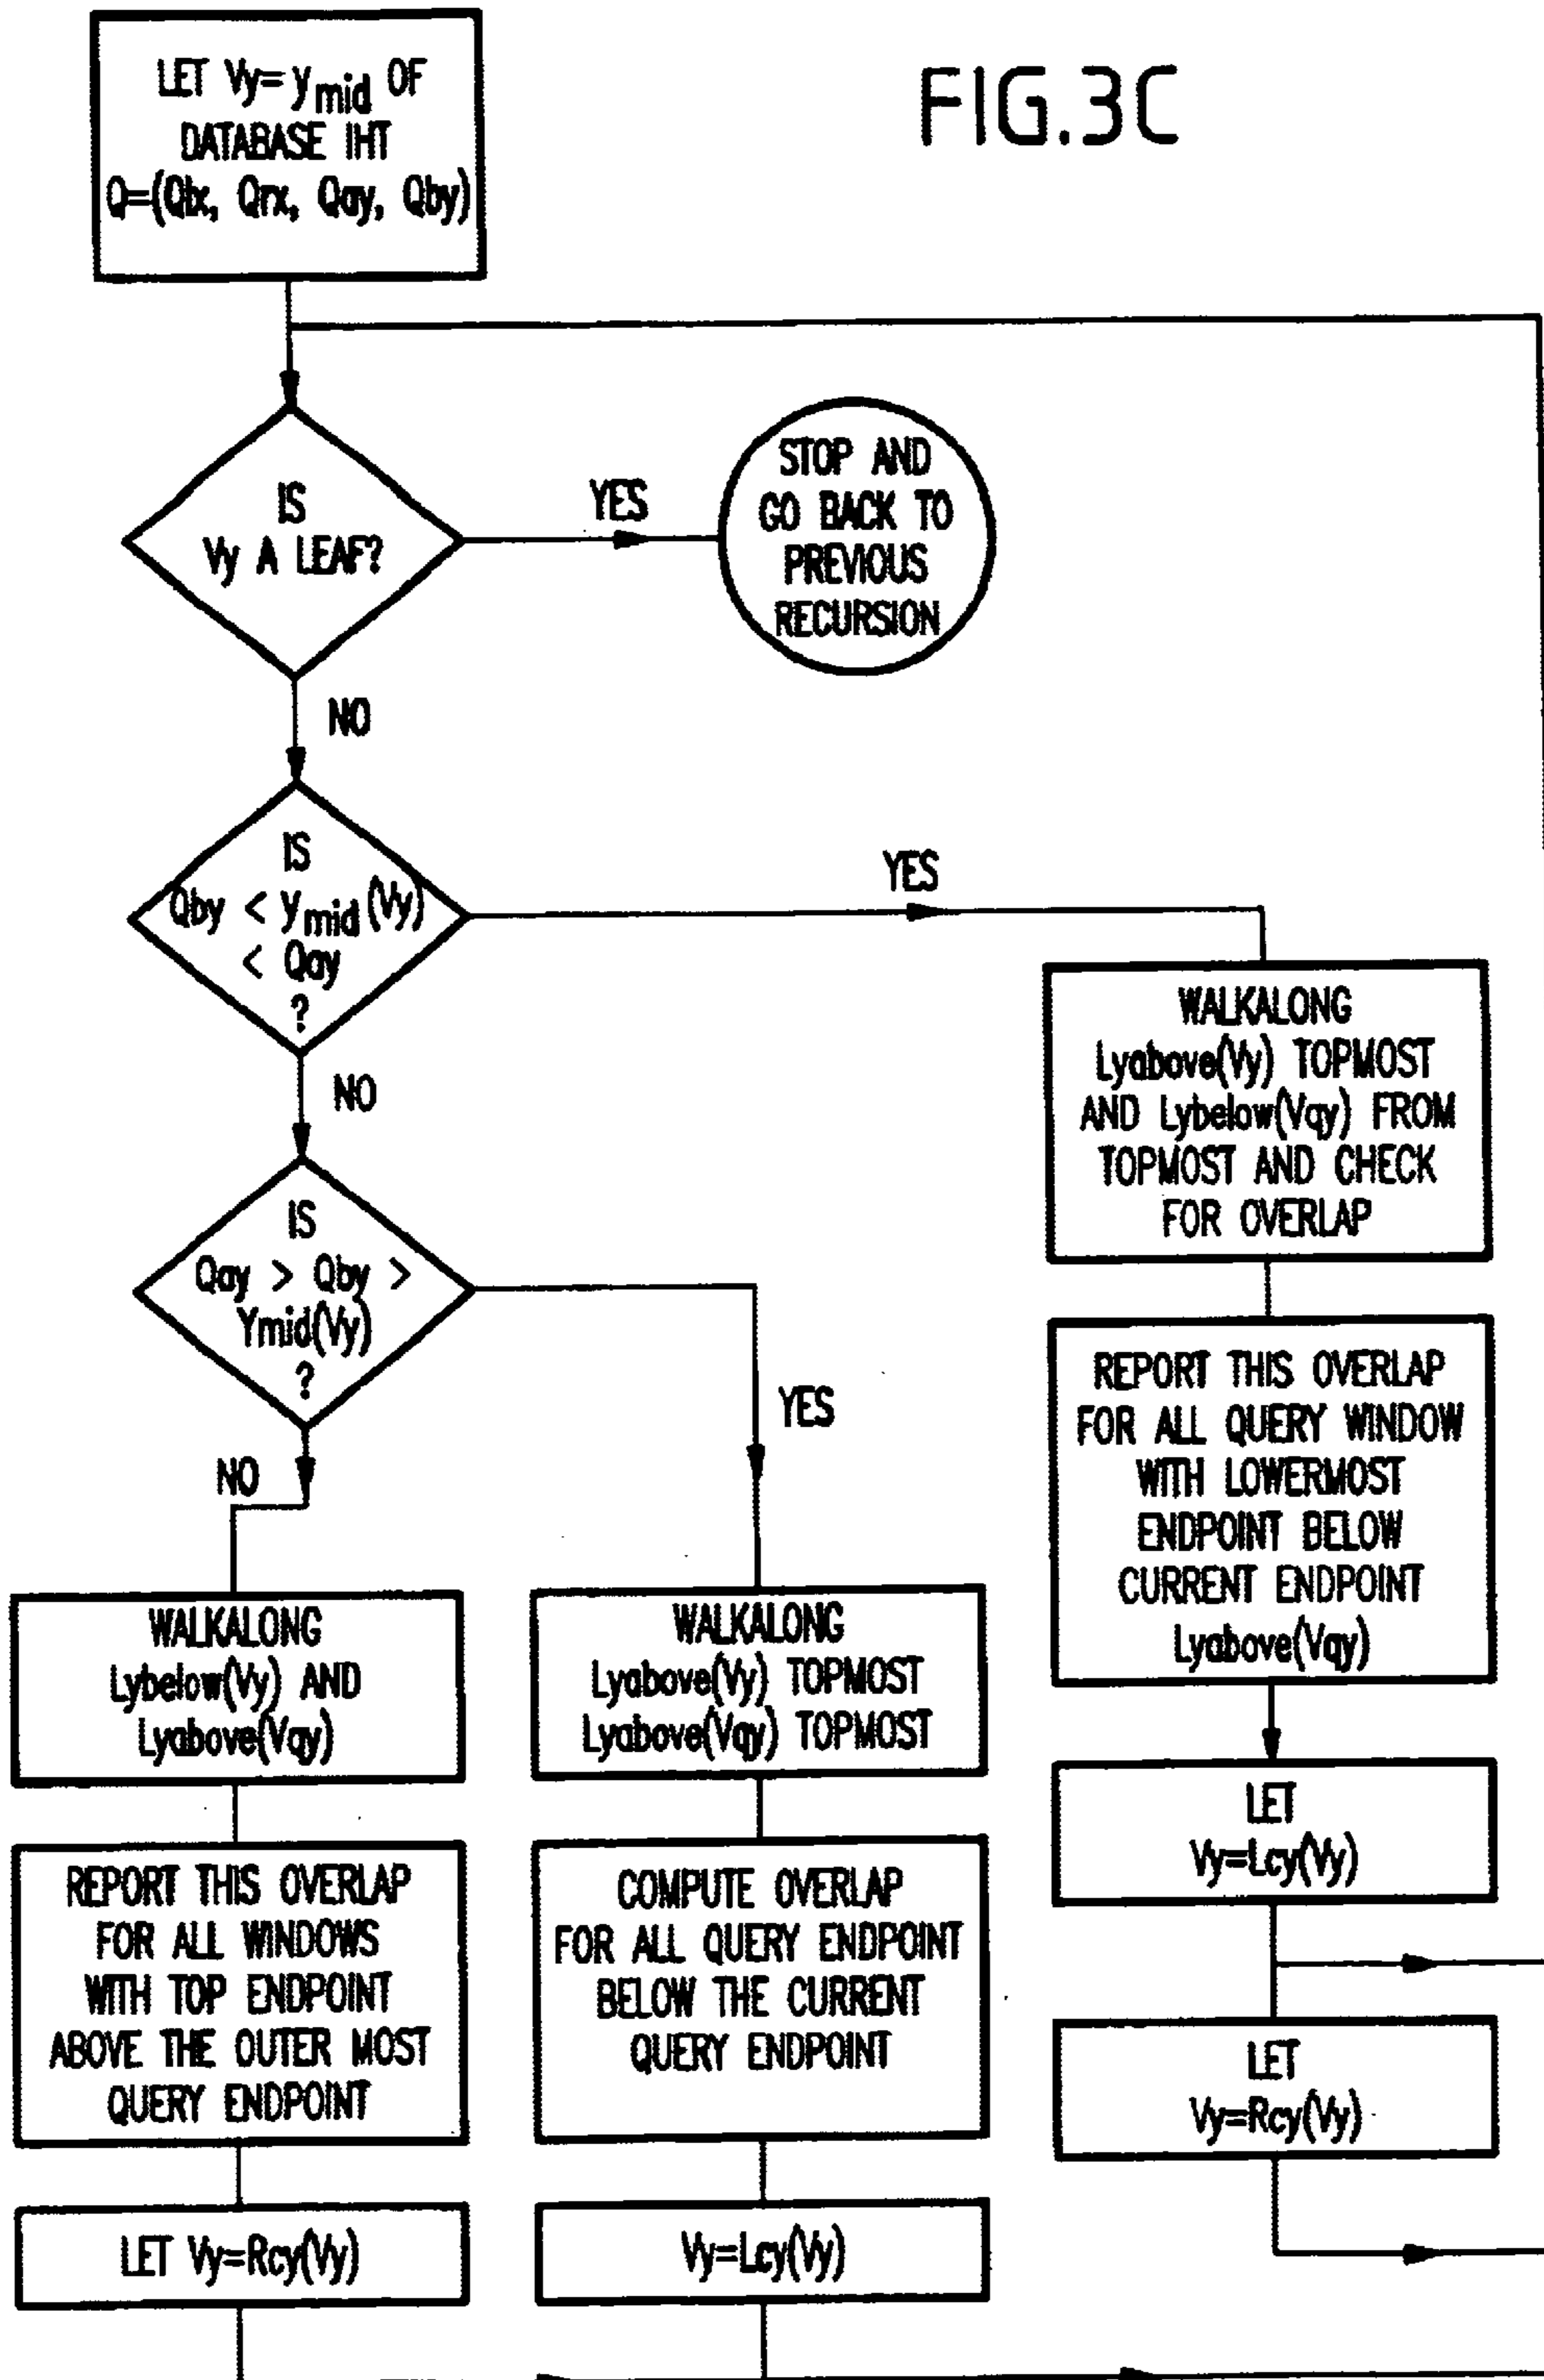 FIG.3C
LET Vy=ymid OF
DATABASE IHT
Q=(Qlx, Qrx, Qay, Qby)
IS
Vy A LEAF?
YES
STOP AND
GO BACK TO
PREVIOUS
RECURSION
NO
IS
Qby < ymid(Vy)
< Qay
?
YES
NO
WALKALONG
Lyabove(Vy) TOPMOST
AND Lybelow(Vqy) FROM
TOPMOST AND CHECK
FOR OVERLAP
IS
Qay > Qby >
Ymid(Vy)
?
YES
NO
REPORT THIS OVERLAP
FOR ALL QUERY WINDOW
WITH LOWERMOST
ENDPOINT BELOW
CURRENT ENDPOINT
Lyabove(Vqy)
WALKALONG
Lybelow(Vy) AND
Lyabove(Vqy)
WALKALONG
Lyabove(Vy) TOPMOST
Lyabove(Vqy) TOPMOST
LET
Vy=Lcy(Vy)
REPORT THIS OVERLAP
FOR ALL WINDOWS
WITH TOP ENDPOINT
ABOVE THE OUTER MOST
QUERY ENDPOINT
COMPUTE OVERLAP
FOR ALL QUERY ENDPOINT
BELOW THE CURRENT
QUERY ENDPOINT
LET
Vy=Rcy(Vy)
LET Vy=Rcy(Vy)
Vy=Lcy(Vy)